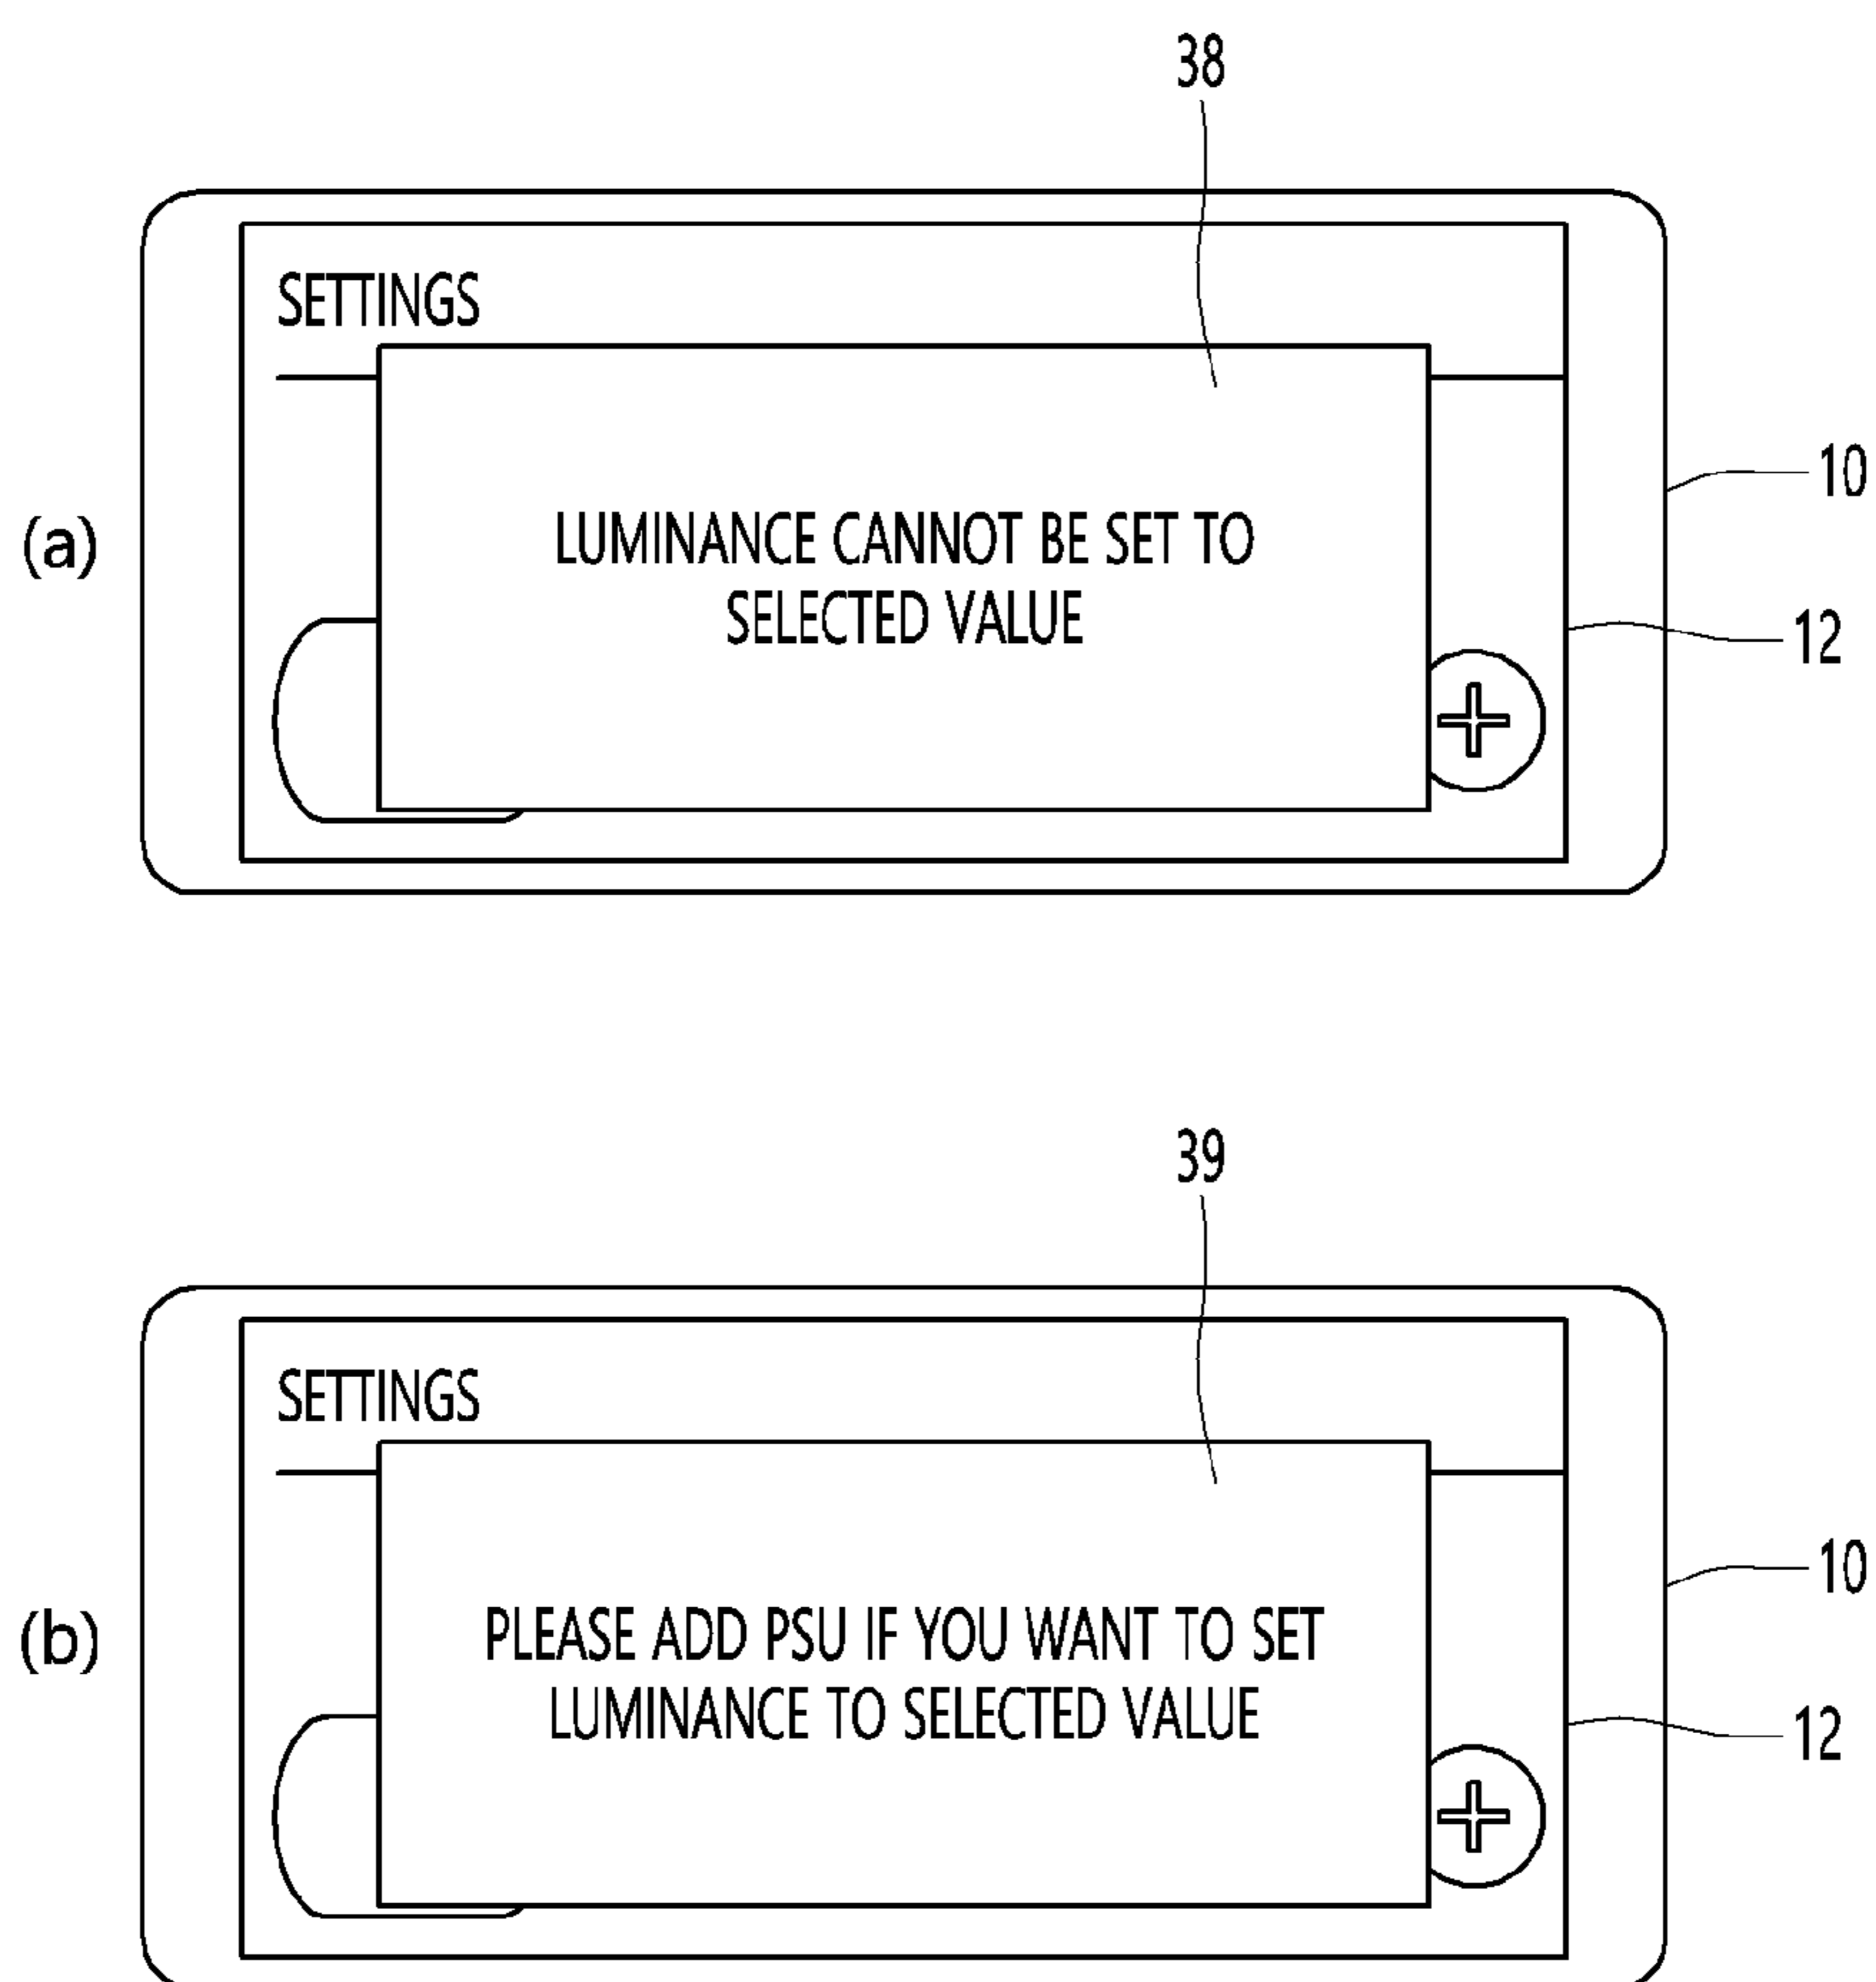 38
SETTINGS
10
(a)
LUMINANCE CANNOT BE SET TO
SELECTED VALUE
12
39
SETTINGS
10
(b)
PLEASE ADD PSU IF YOU WANT TO SET
LUMINANCE TO SELECTED VALUE
12